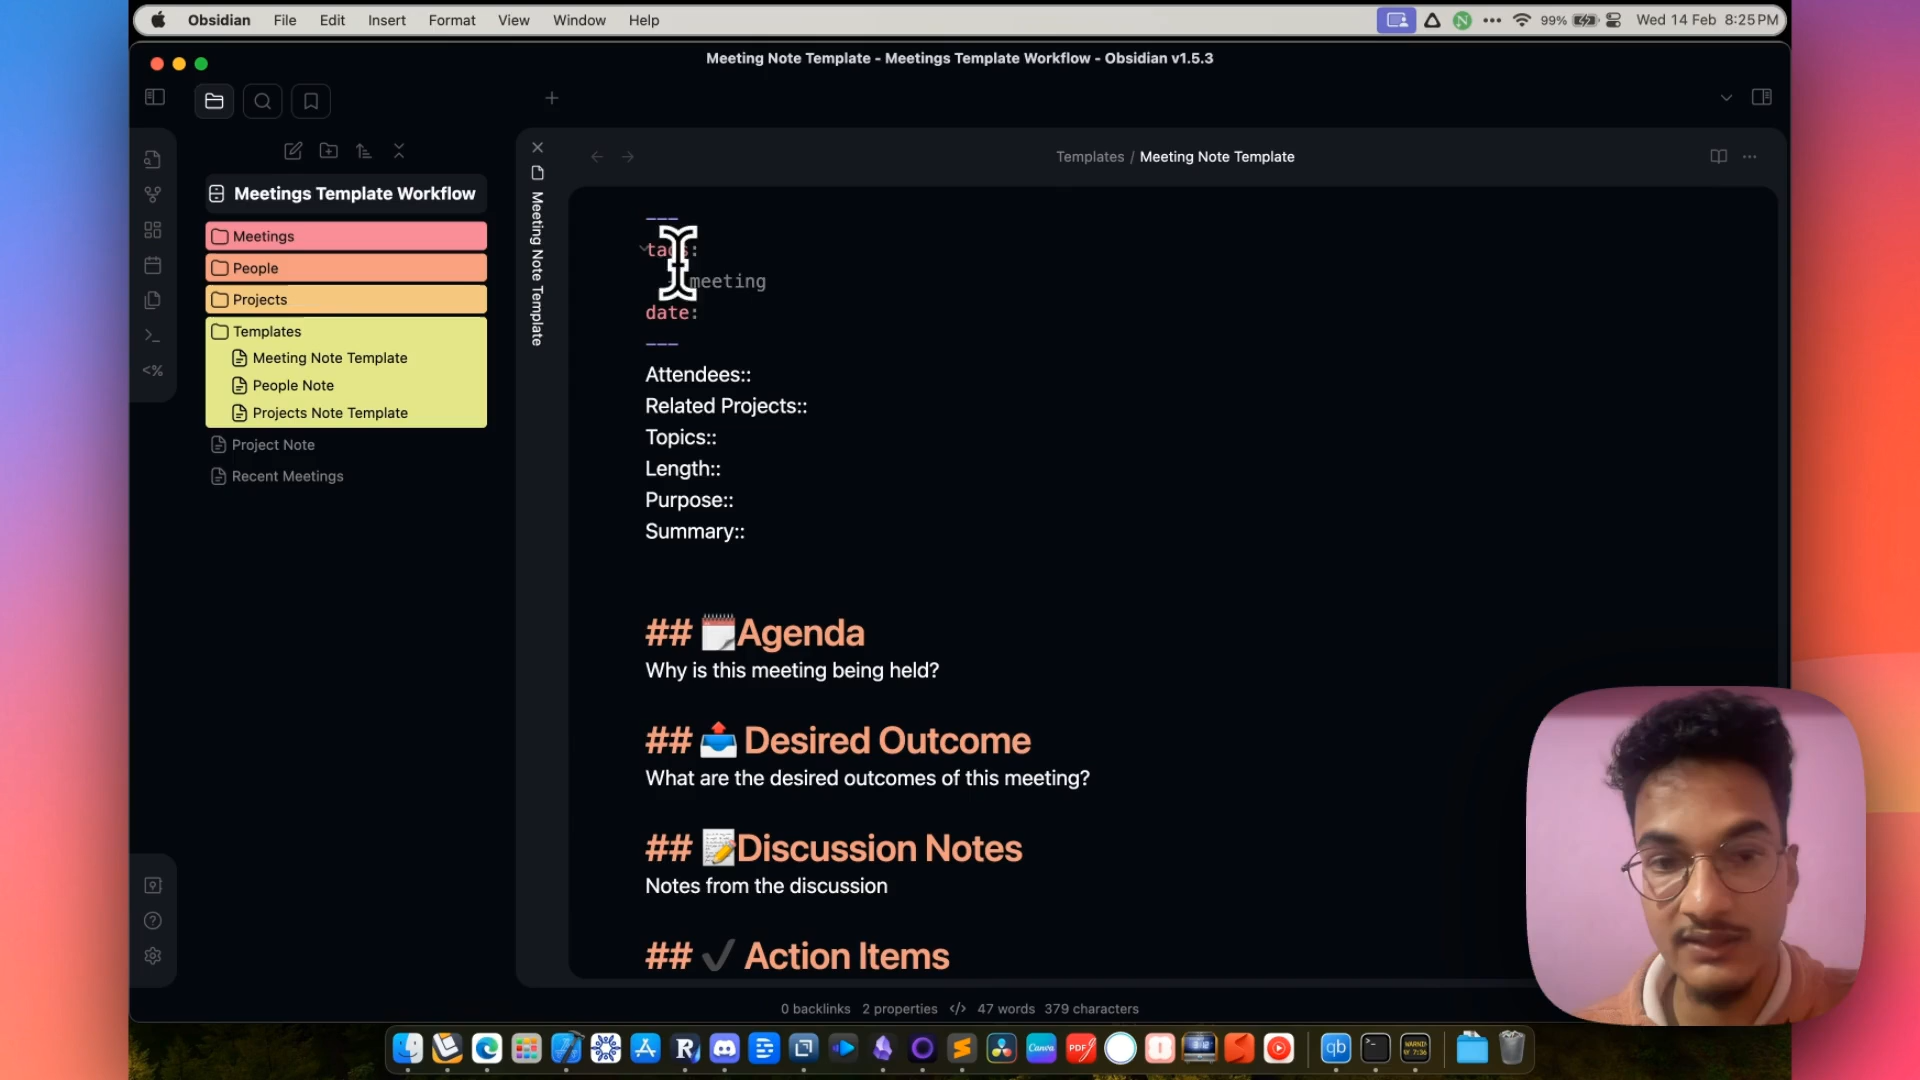 Obsidian File Edit Insert Format View Window Help
99% Wed 14 Feb 8:25 PM
Meeting Note Template - Meetings Template Workflow - Obsidian v1.5.3
Templates / Meeting Note Template
Meetings Template Workflow
Meetings
People
Projects
Templates
Meeting Note Template
People Note
Projects Note Template
Project Note
Recent Meetings
<%
Meeting Note Template
---
tags:
meeting
date:
---
Attendees::
Related Projects::
Topics::
Length::
Purpose::
Summary::
## 🗒️Agenda
Why is this meeting being held?
## 📤 Desired Outcome
What are the desired outcomes of this meeting?
## 📝Discussion Notes
Notes from the discussion
## ✔️ Action Items
0 backlinks 2 properties </> 47 words 379 characters
Canva
PDF
qb